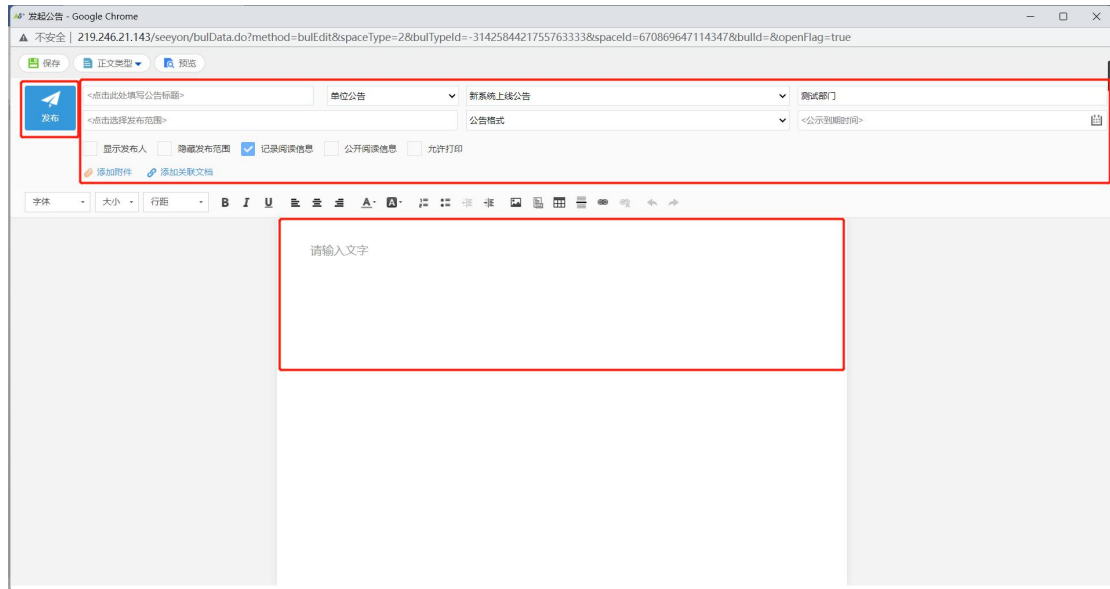 发起公告 - Google Chrome
不安全 | 219.246.21.143/seeyon/bulData.do?method=bulEdit&spaceType=2&bulTypeId=-3142584421755763333&spaceId=670869647114347&bulId=&openFlag=true
保存 正文类型 预览
发布
<点击此处填写公告标题> 单位公告 新系统上线公告 测试部门
<点击选择发布范围> 公告格式 <公示到期时间>
显示发布人 隐藏发布范围 记录阅读信息 公开阅读信息 允许打印
添加附件 添加关联文档
字体 大小 行距 B I U A A
请输入文字